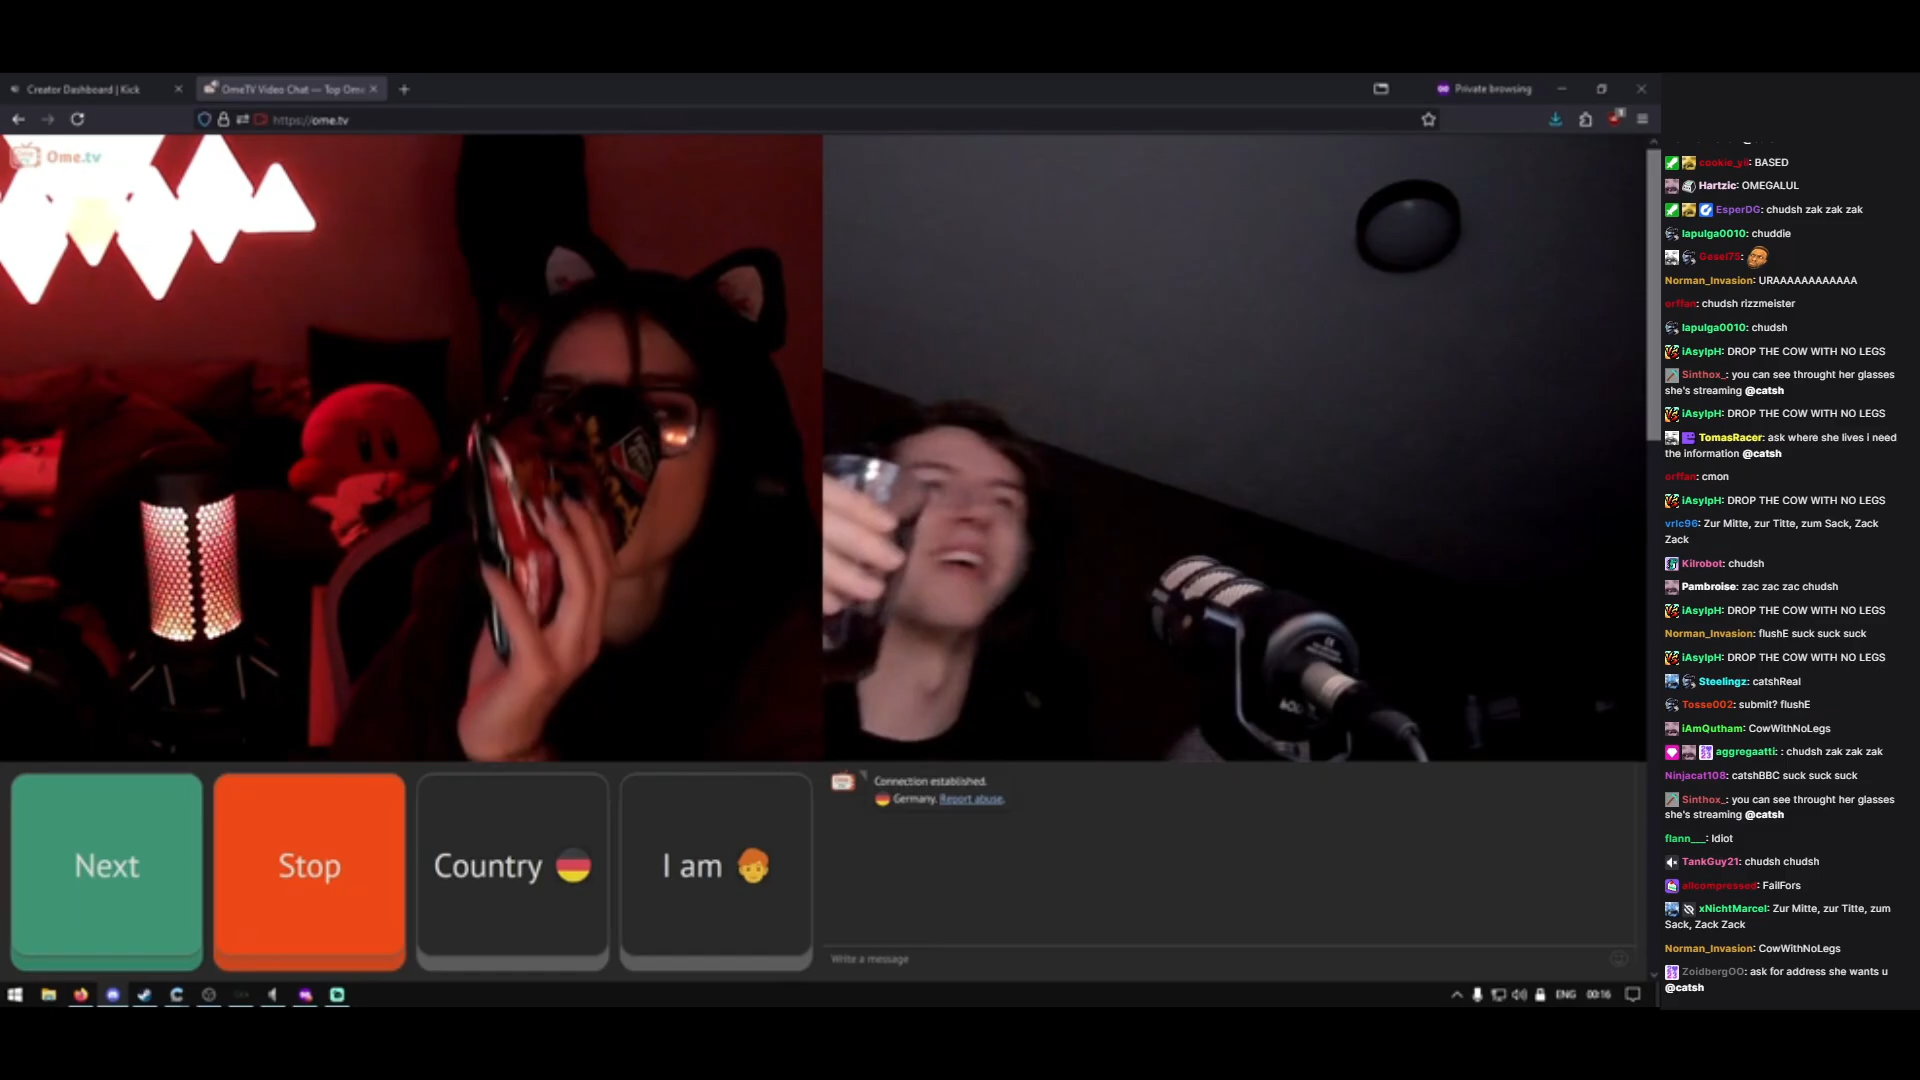 Creator Dashboard | Kick
OmeTV Video Chat — Top Ome
Private browsing
https://ome.tv
Ome.tv
Connection established.
Germany. Report abuse.
Next
Stop
Country
I am
Write a message
ENG
00:16
cookie_yii: BASED
Hartzic: OMEGALUL
EsperDG: chudsh zak zak zak
lapulga0010: chuddie
Gesel75:
Norman_Invasion: URAAAAAAAAAAAA
orffan: chudsh rizzmeister
lapulga0010: chudsh
iAsylpH: DROP THE COW WITH NO LEGS
Sinthox_: you can see throught her glasses
she's streaming @catsh
iAsylpH: DROP THE COW WITH NO LEGS
TomasRacer: ask where she lives i need
the information @catsh
orffan: cmon
iAsylpH: DROP THE COW WITH NO LEGS
vric96: Zur Mitte, zur Titte, zum Sack, Zack
Zack
Kilrobot: chudsh
Pambroise: zac zac zac chudsh
iAsylpH: DROP THE COW WITH NO LEGS
Norman_Invasion: flushE suck suck suck
iAsylpH: DROP THE COW WITH NO LEGS
Steelingz: catshReal
Tosse002: submit? flushE
iAmQutham: CowWithNoLegs
aggregaatti: : chudsh zak zak zak
Ninjacat108: catshBBC suck suck suck
Sinthox_: you can see throught her glasses
she's streaming @catsh
flann___: Idiot
TankGuy21: chudsh chudsh
allcompressed: FailFors
xNichtMarcel: Zur Mitte, zur Titte, zum
Sack, Zack Zack
Norman_Invasion: CowWithNoLegs
ZoidbergOO: ask for address she wants u
@catsh